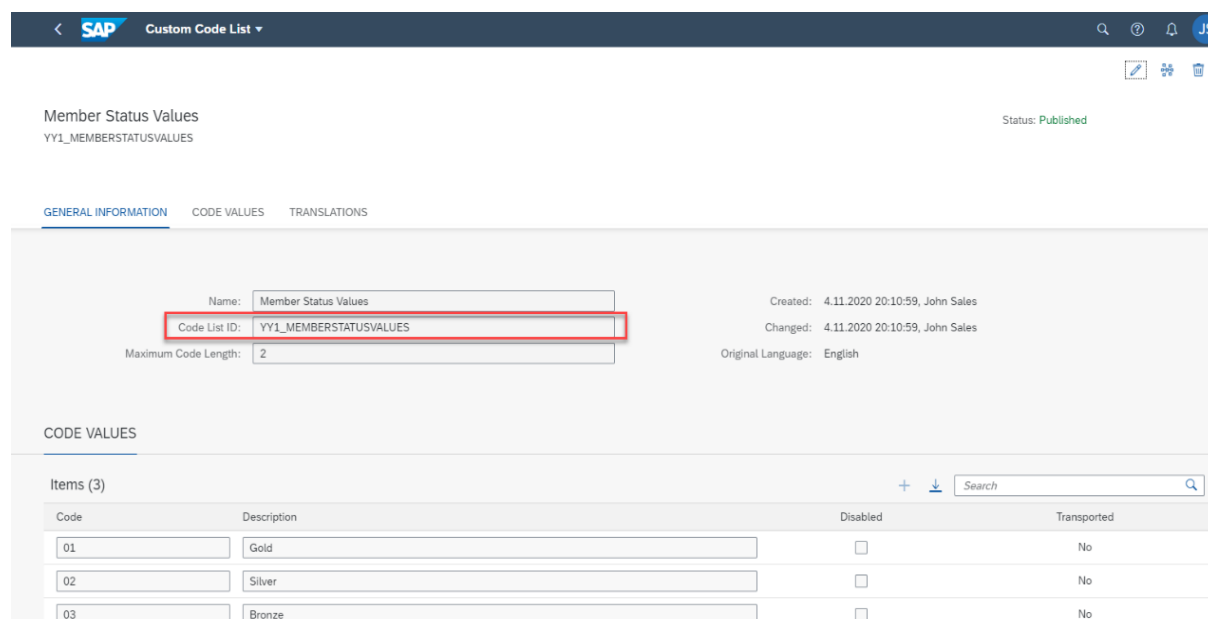 SAP Custom Code List
JS
Member Status Values
Status: Published
YY1_MEMBERSTATUSVALUES
GENERAL INFORMATION CODE VALUES TRANSLATIONS
Name: Member Status Values Created: 4.11.2020 20:10:59, John Sales
Code List ID: YY1_MEMBERSTATUSVALUES Changed: 4.11.2020 20:10:59, John Sales
Maximum Code Length: 2 Original Language: English
CODE VALUES
Items (3) Search
Code Description Disabled Transported
01 Gold No
02 Silver No
03 Bronze No